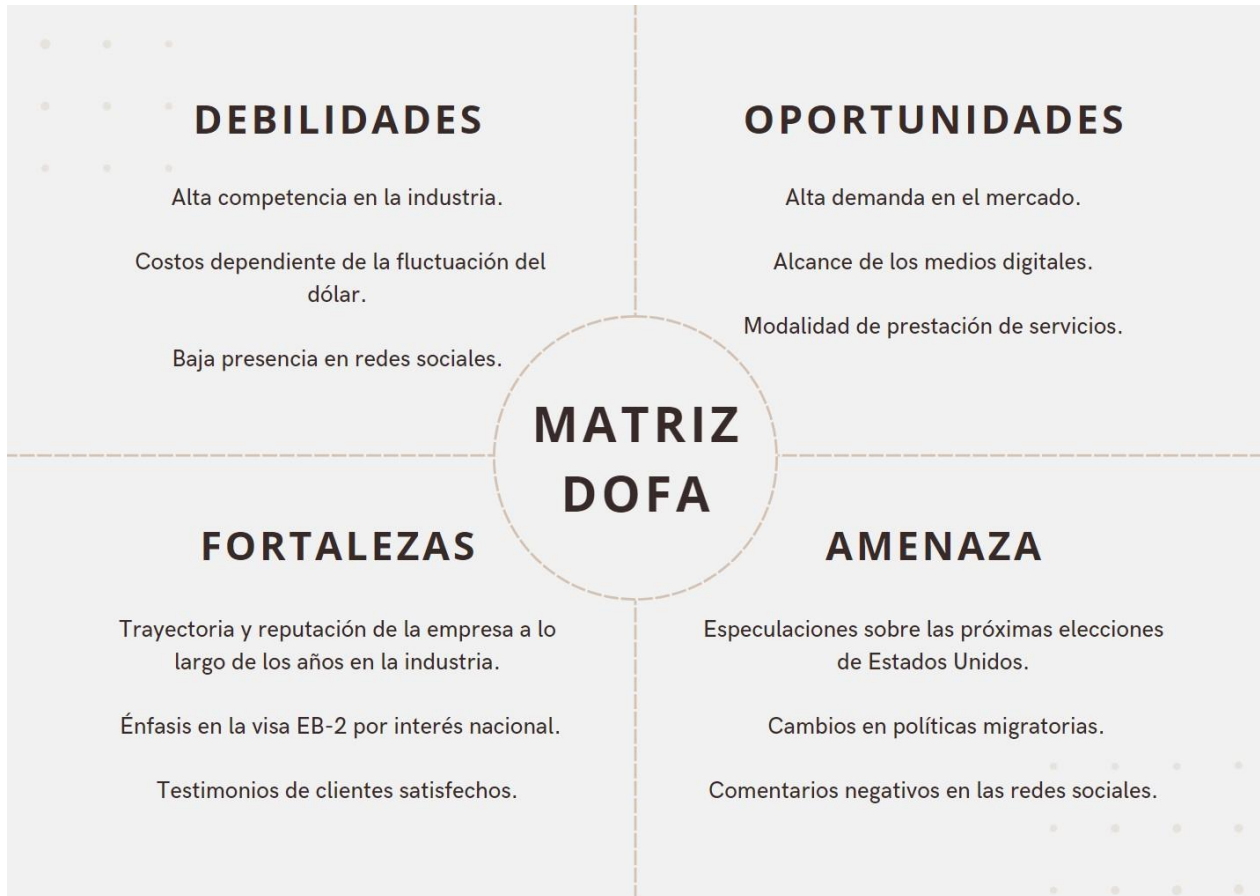 DEBILIDADES
Alta competencia en la industria.
Costos dependiente de la fluctuación del
dólar.
Baja presencia en redes sociales.
OPORTUNIDADES
Alta demanda en el mercado.
Alcance de los medios digitales.
Modalidad de prestación de servicios.
MATRIZ
DOFA
FORTALEZAS
Trayectoria y reputación de la empresa a lo
largo de los años en la industria.
Énfasis en la visa EB-2 por interés nacional.
Testimonios de clientes satisfechos.
AMENAZA
Especulaciones sobre las próximas elecciones
de Estados Unidos.
Cambios en políticas migratorias.
Comentarios negativos en las redes sociales.